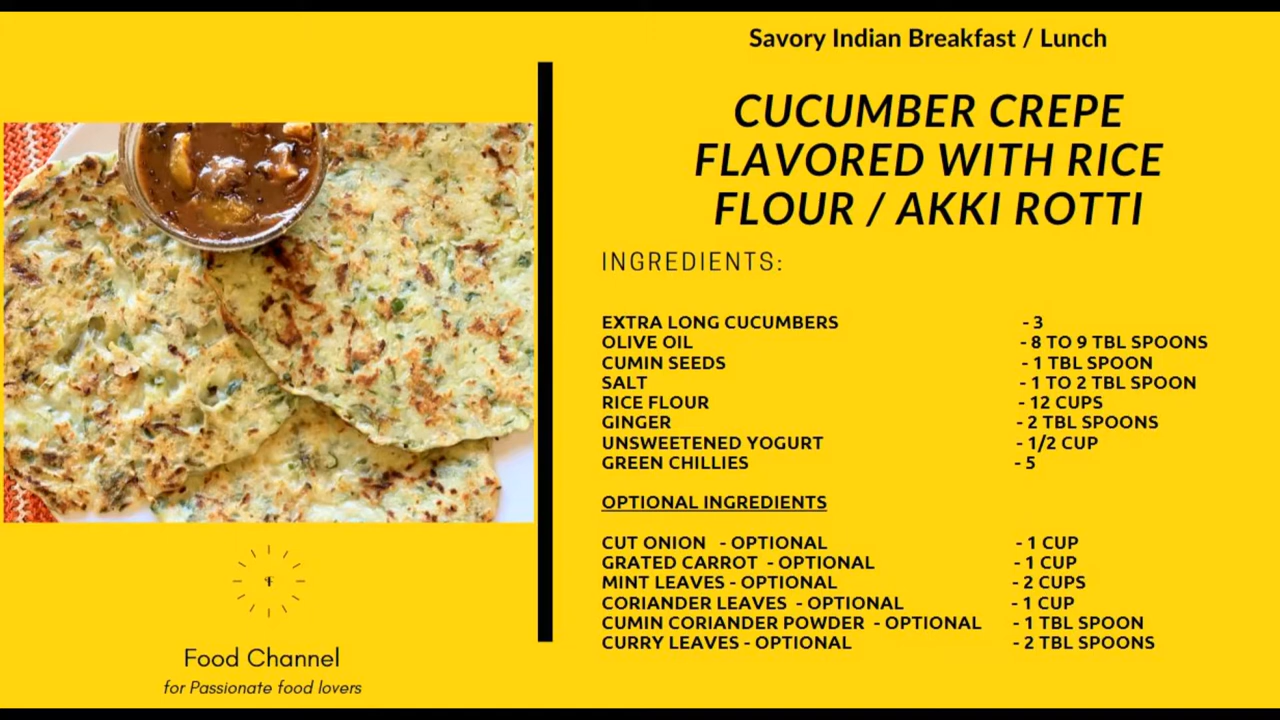 Savory Indian Breakfast / Lunch
CUCUMBER CREPE
FLAVORED WITH RICE
FLOUR / AKKI ROTTI
INGREDIENTS:
EXTRA LONG CUCUMBERS - 3
OLIVE OIL - 8 TO 9 TBL SPOONS
CUMIN SEEDS - 1 TBL SPOON
SALT - 1 TO 2 TBL SPOON
RICE FLOUR - 12 CUPS
GINGER - 2 TBL SPOONS
UNSWEETENED YOGURT - 1/2 CUP
GREEN CHILLIES - 5
OPTIONAL INGREDIENTS
CUT ONION - OPTIONAL - 1 CUP
GRATED CARROT - OPTIONAL - 1 CUP
MINT LEAVES - OPTIONAL - 2 CUPS
CORIANDER LEAVES - OPTIONAL - 1 CUP
CUMIN CORIANDER POWDER - OPTIONAL - 1 TBL SPOON
CURRY LEAVES - OPTIONAL - 2 TBL SPOONS
Food Channel
for Passionate food lovers